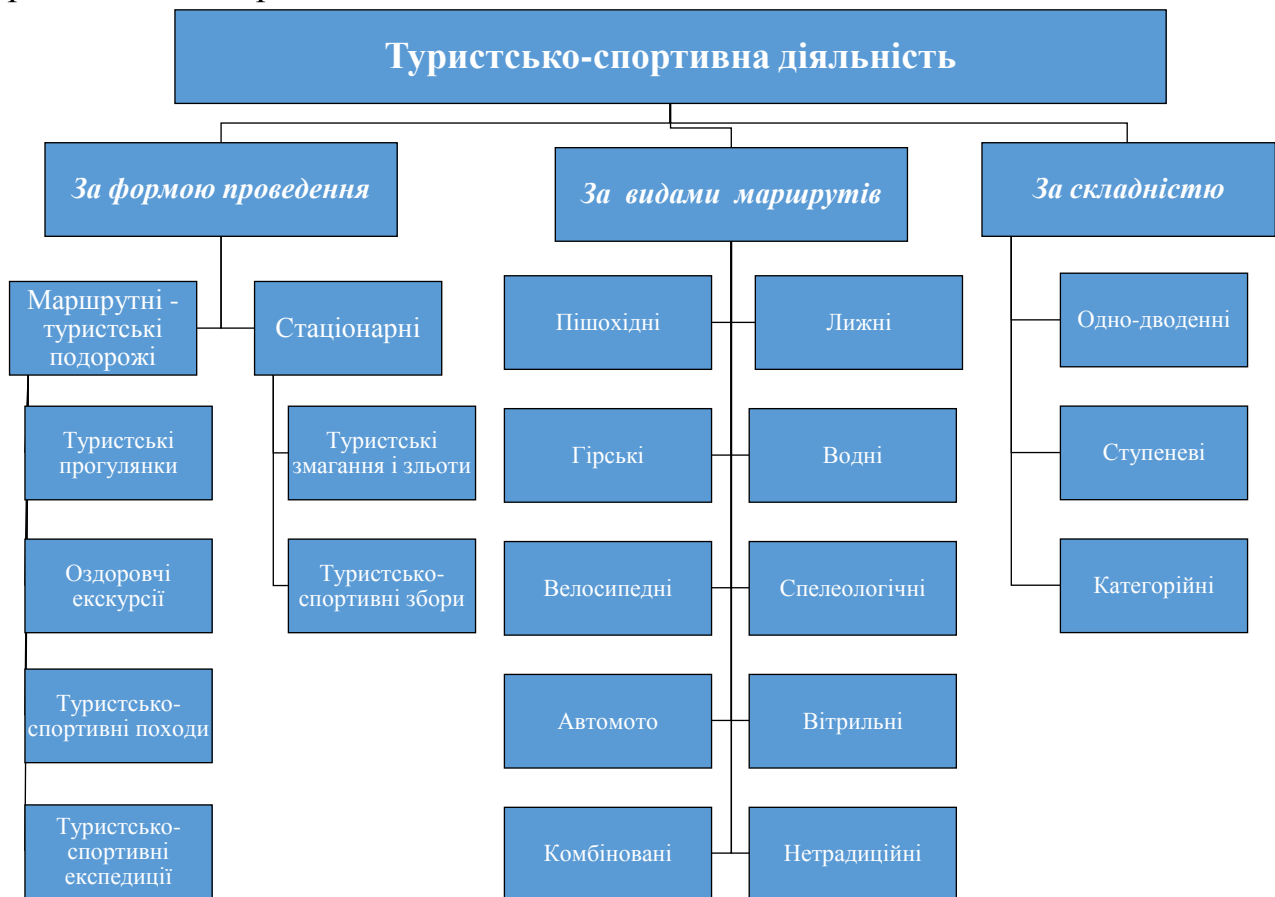 Туристсько-спортивна діяльність
За формою проведення
За видами маршрутів
За складністю
Маршрутні -
туристські
подорожі
Стаціонарні
Туристські
прогулянки
Оздоровчі
екскурсії
Туристсько-
спортивні походи
Туристсько-
спортивні
експедиції
Туристські
змагання і зльоти
Туристсько-
спортивні збори
Пішохідні
Лижні
Гірські
Водні
Велосипедні
Спелеологічні
Автомото
Вітрильні
Комбіновані
Нетрадиційні
Одно-дводенні
Ступеневі
Категорійні